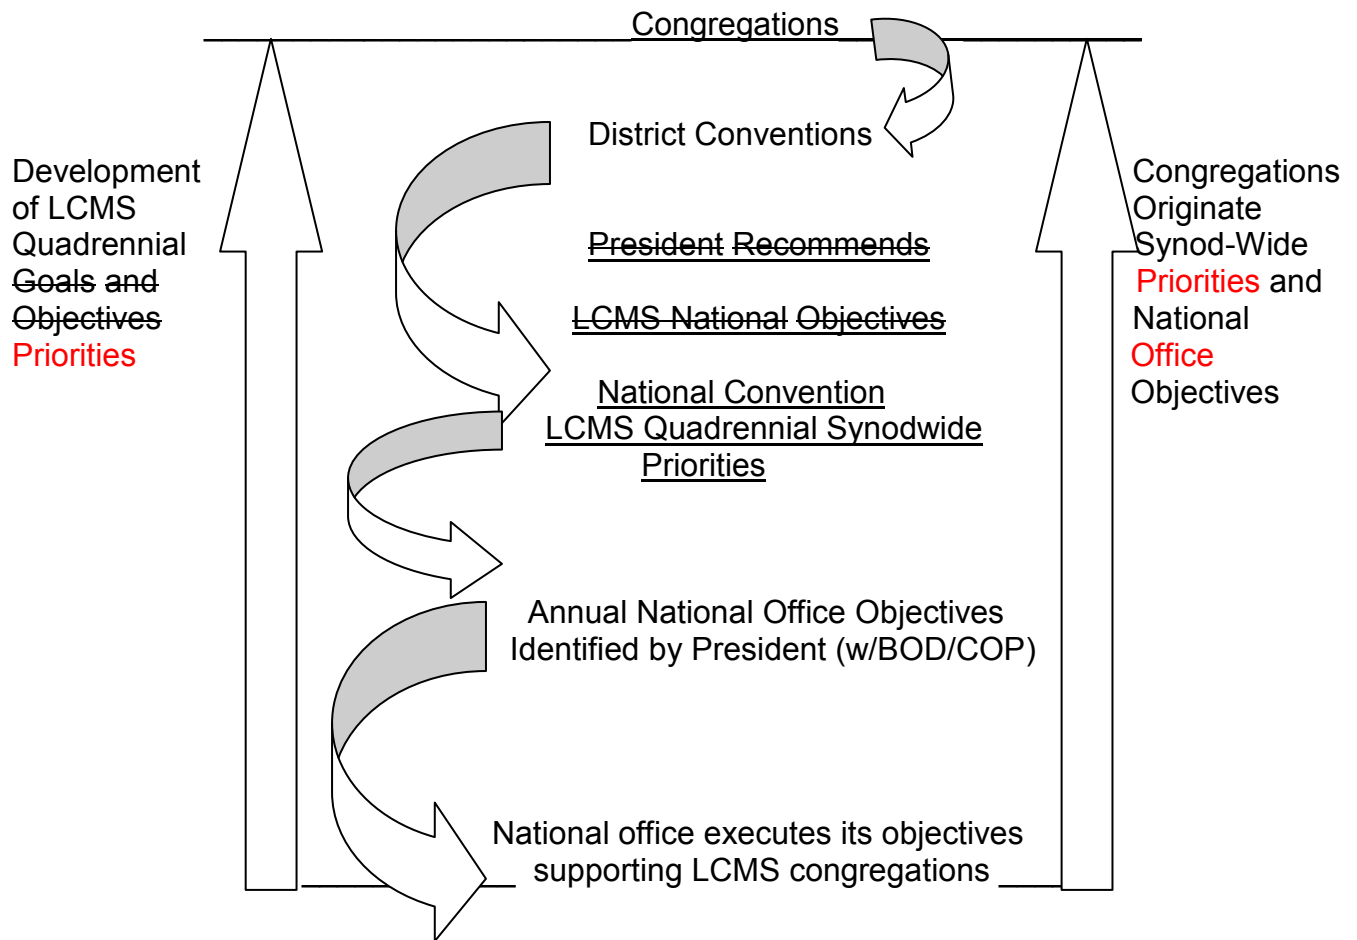 Congregations
District Conventions
Development
of LCMS
Quadrennial
Goals and
Objectives
Priorities
President Recommends
LCMS National Objectives
National Convention
LCMS Quadrennial Synodwide
Priorities
Congregations
Originate
Synod-Wide
Priorities and
National
Office
Objectives
Annual National Office Objectives
Identified by President (w/BOD/COP)
National office executes its objectives
supporting LCMS congregations